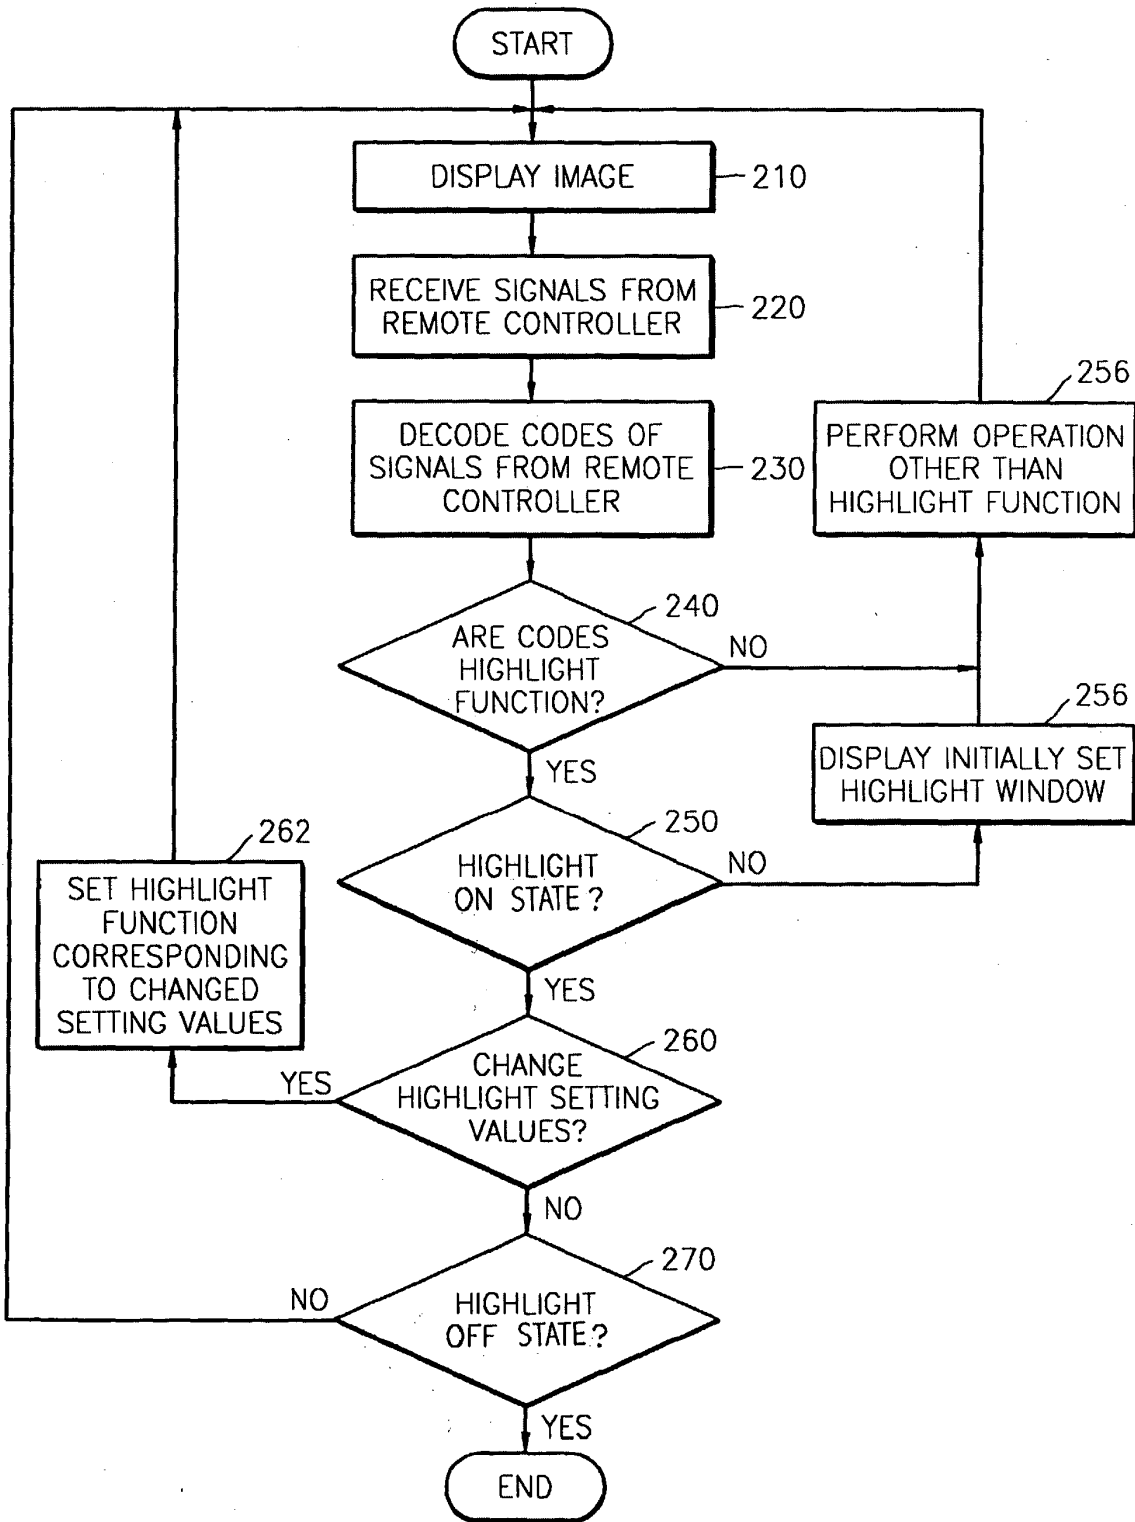 START
DISPLAY IMAGE
210
RECEIVE SIGNALS FROM
REMOTE CONTROLLER
220
DECODE CODES OF
SIGNALS FROM REMOTE
CONTROLLER
230
256
PERFORM OPERATION
OTHER THAN
HIGHLIGHT FUNCTION
240
ARE CODES
HIGHLIGHT
FUNCTION?
NO
YES
256
DISPLAY INITIALLY SET
HIGHLIGHT WINDOW
250
HIGHLIGHT
ON STATE?
NO
YES
262
SET HIGHLIGHT
FUNCTION
CORRESPONDING
TO CHANGED
SETTING VALUES
260
CHANGE
HIGHLIGHT SETTING
VALUES?
YES
NO
270
HIGHLIGHT
OFF STATE?
NO
YES
END